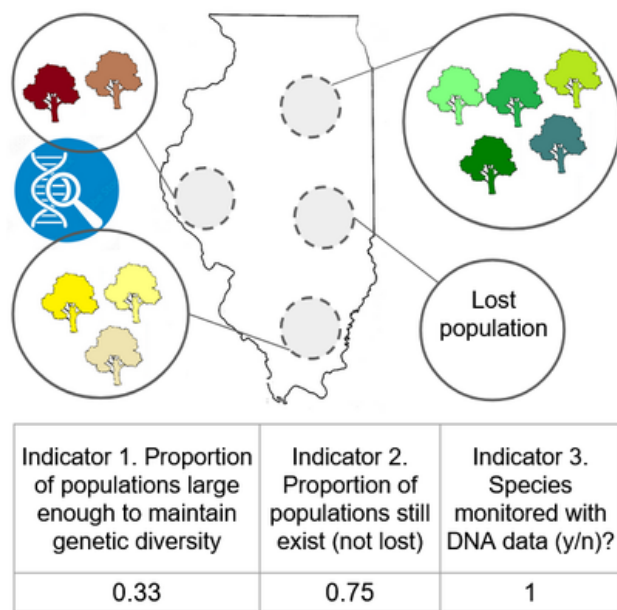 Lost
population
Indicator 1. Proportion
of populations large
enough to maintain
genetic diversity
Indicator 2.
Proportion of
populations still
exist (not lost)
Indicator 3.
Species
monitored with
DNA data (y/n)?
0.33
0.75
1